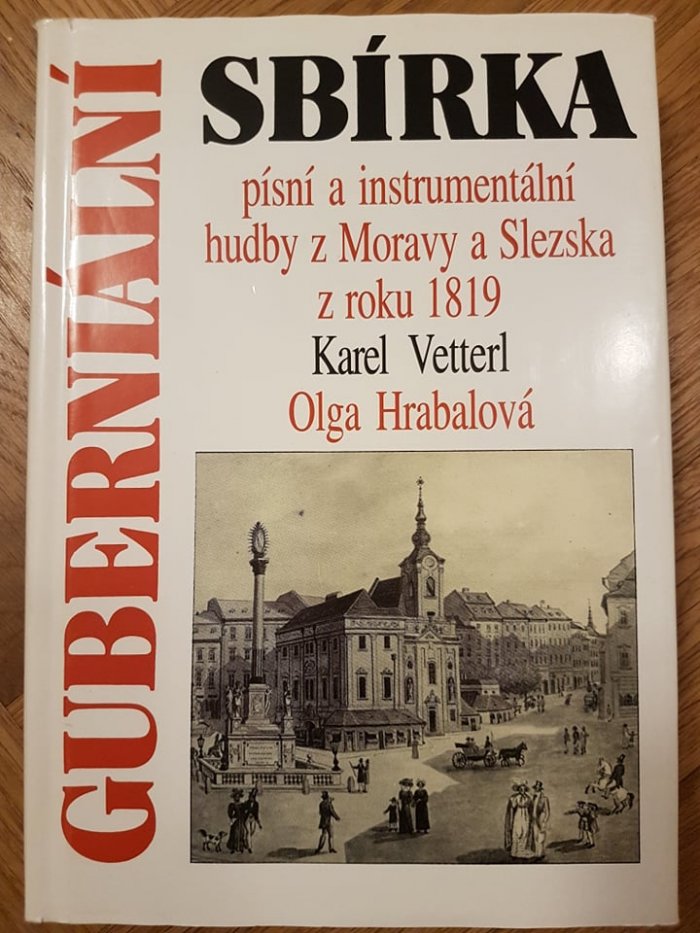 GUBERNIÁLNÍ
SBÍRKA
písní a instrumentální
hudby z Moravy a Slezska
z roku 1819
Karel Vetterl
Olga Hrabalová